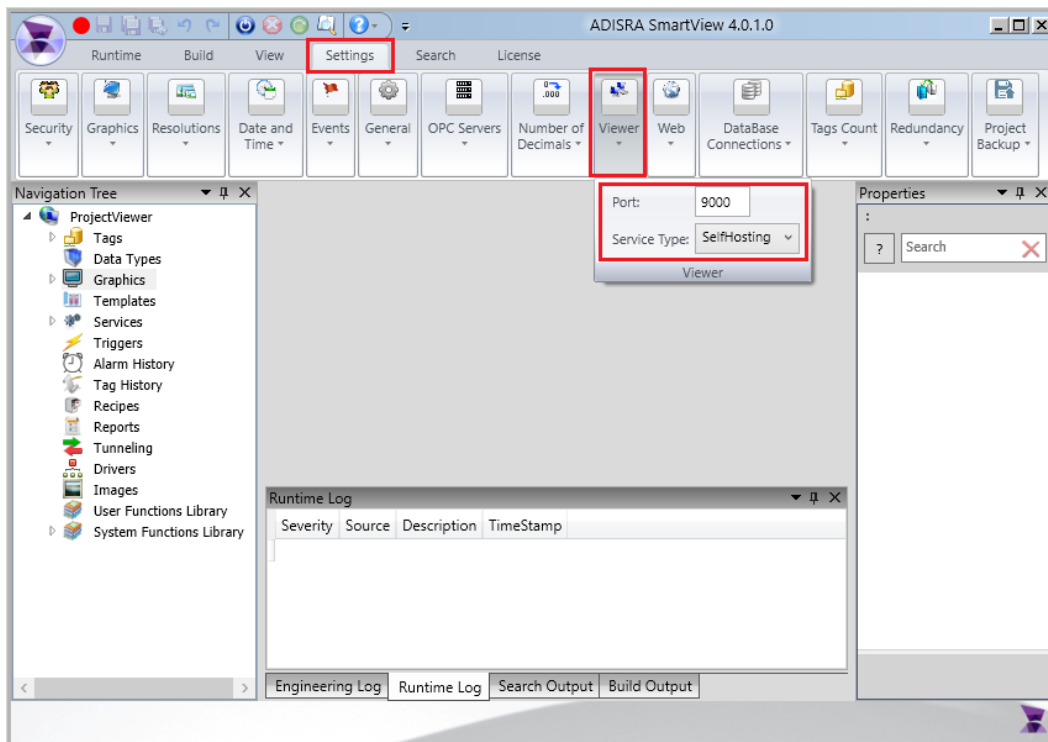 ADISRA SmartView 4.0.1.0
Runtime Build View Settings Search License
Security Graphics Resolutions Date and Time Events General OPC Servers Number of Decimals Viewer Web DataBase Connections Tags Count Redundancy Project Backup
Navigation Tree
ProjectViewer
Tags
Data Types
Graphics
Templates
Services
Triggers
Alarm History
Tag History
Recipes
Reports
Tunneling
Drivers
Images
User Functions Library
System Functions Library
Port: 9000
Service Type: SelfHosting
Viewer
Properties
:
? Search
Runtime Log
Severity Source Description TimeStamp
Engineering Log Runtime Log Search Output Build Output